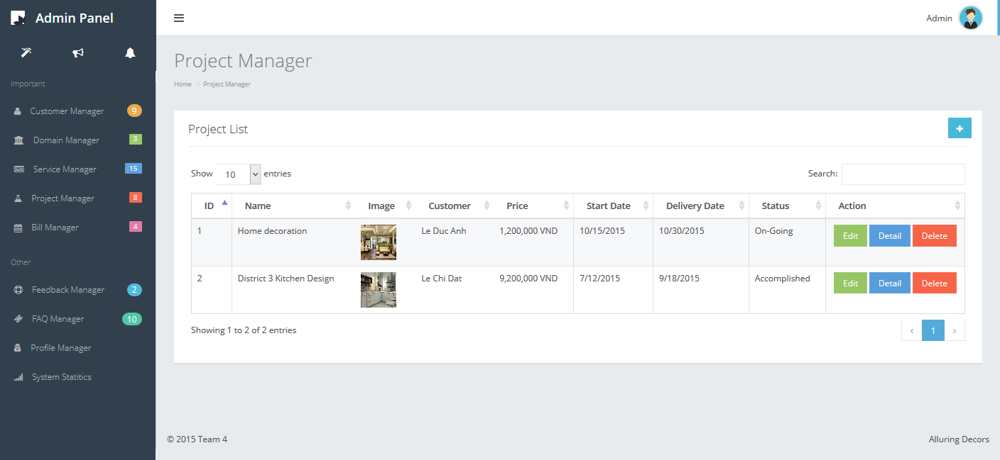 Admin Panel
Admin
Important
Customer Manager 9
Domain Manager 3
Service Manager 15
Project Manager 8
Bill Manager 4
Other
Feedback Manager 2
FAQ Manager 10
Profile Manager
System Statitics
Project Manager
Home > Project Manager
Project List
+
Show 10 entries
Search:
ID Name Image Customer Price Start Date Delivery Date Status Action
1 Home decoration Le Duc Anh 1,200,000 VND 10/15/2015 10/30/2015 On-Going Edit Detail Delete
2 District 3 Kitchen Design Le Chi Dat 9,200,000 VND 7/12/2015 9/18/2015 Accomplished Edit Detail Delete
Showing 1 to 2 of 2 entries
‹ 1 ›
© 2015 Team 4
Alluring Decors